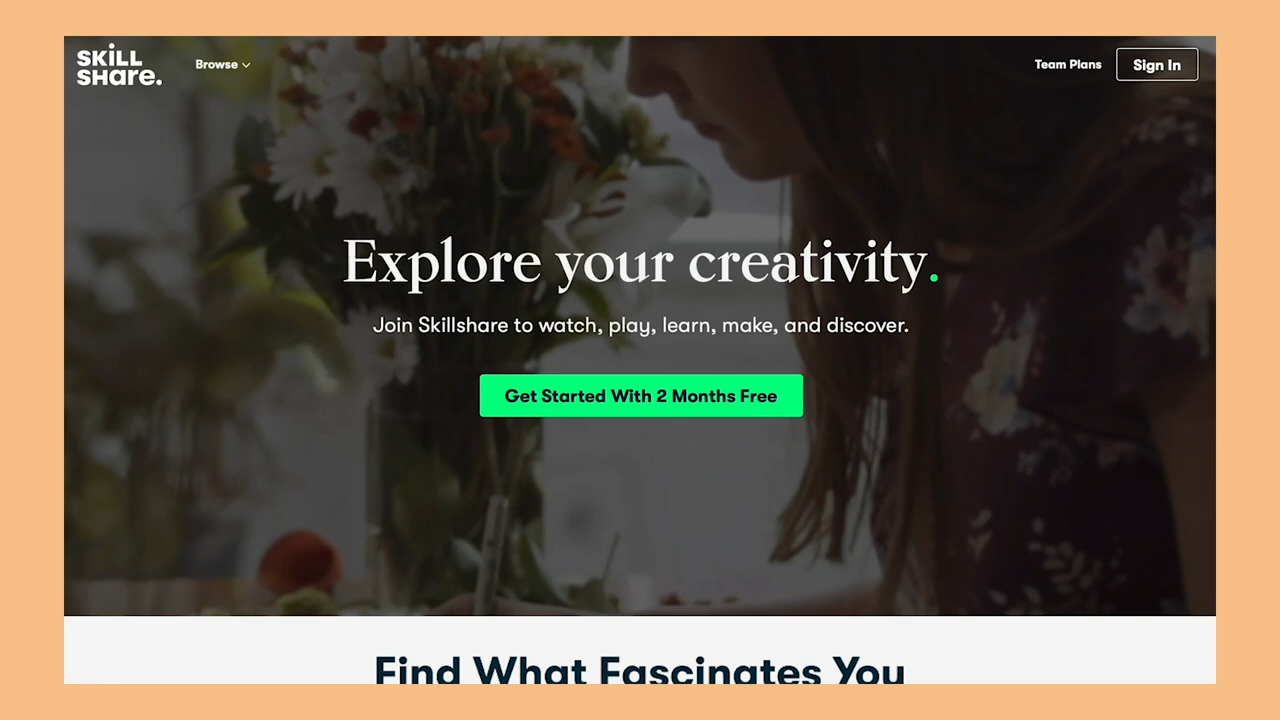 SKiLL
SHare.
Browse
Team Plans
Sign In
Explore your creativity.
Join Skillshare to watch, play, learn, make, and discover.
Get Started With 2 Months Free
Find What Fascinates You